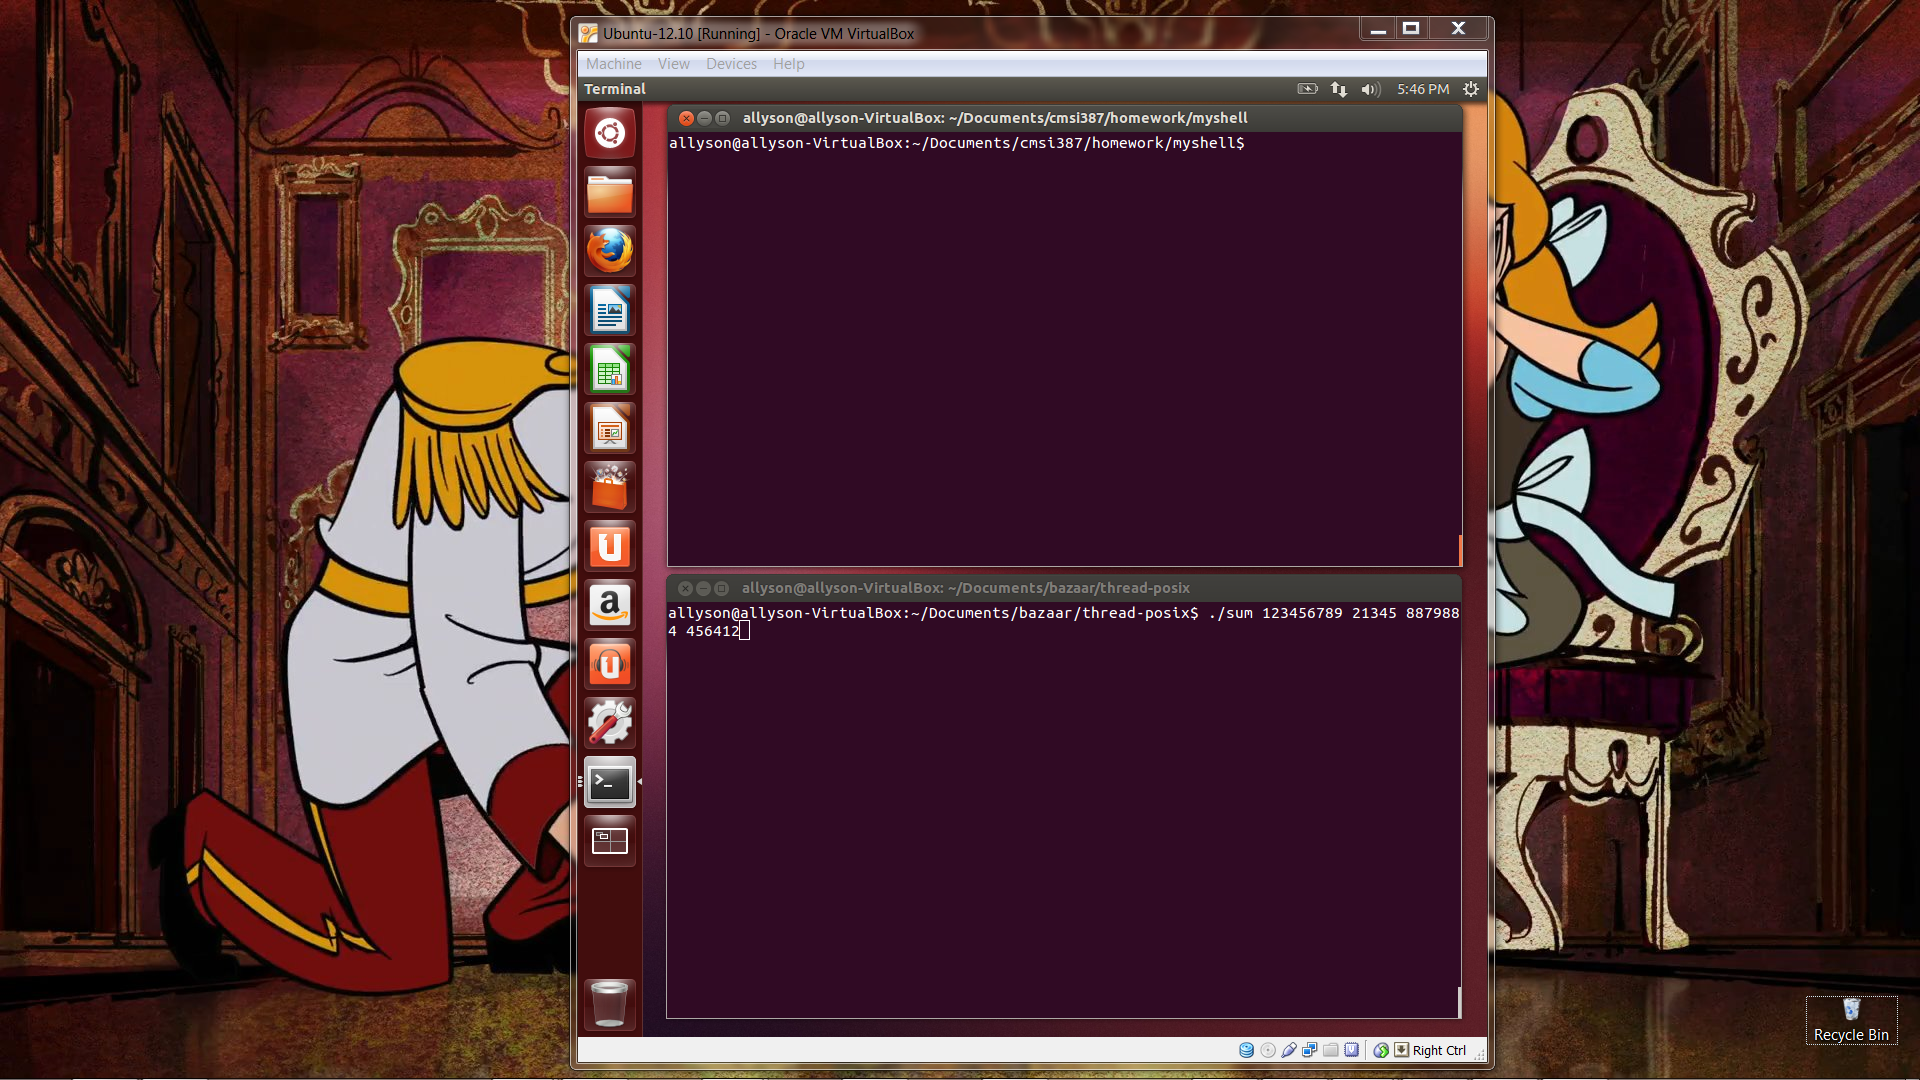 Ubuntu-12.10 [Running] - Oracle VM VirtualBox
Machine View Devices Help
Terminal 5:46 PM
allyson@allyson-VirtualBox: ~/Documents/cmsi387/homework/myshell
allyson@allyson-VirtualBox:~/Documents/cmsi387/homework/myshell$
allyson@allyson-VirtualBox: ~/Documents/bazaar/thread-posix
allyson@allyson-VirtualBox:~/Documents/bazaar/thread-posix$ ./sum 123456789 21345 887988
4 456412
Recycle Bin
Right Ctrl